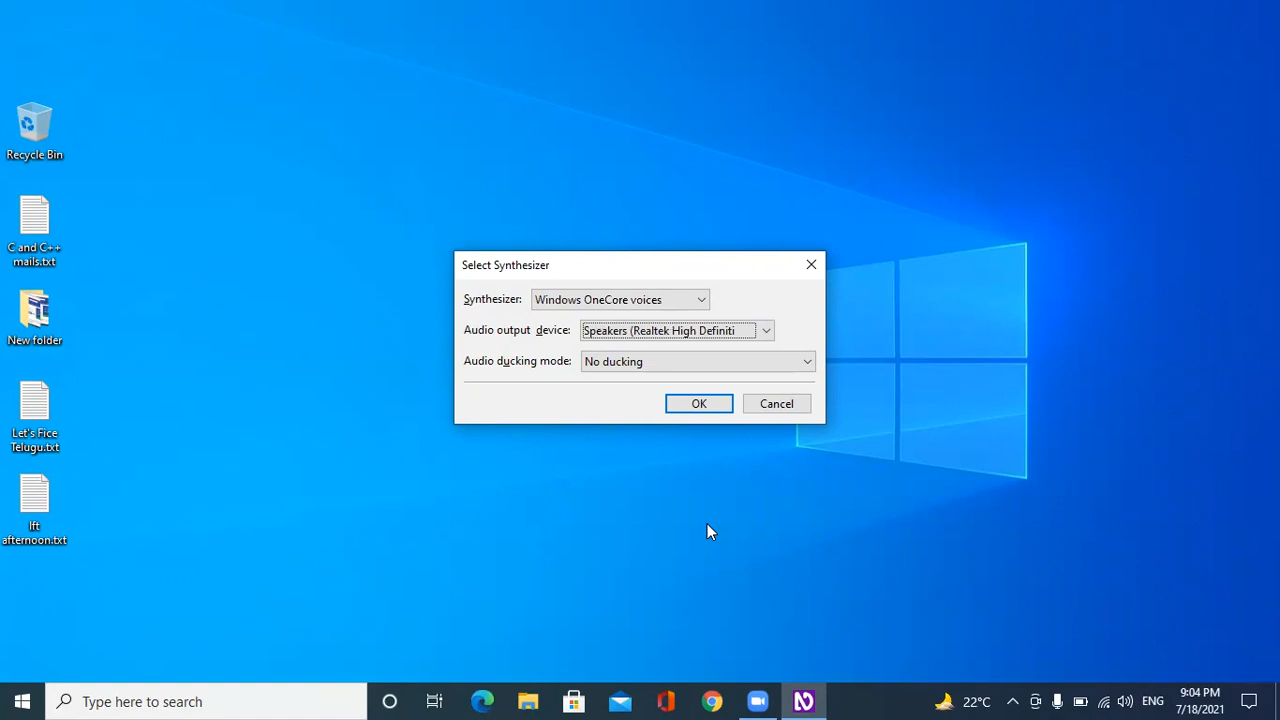 Recycle Bin
C and C++
mails.txt
New folder
Let's Fice
Telugu.txt
lft
afternoon.txt
Select Synthesizer
Synthesizer: Windows OneCore voices
Audio output device: Speakers (Realtek High Definiti
Audio ducking mode: No ducking
OK Cancel
Type here to search
22°C
ENG
9:04 PM
7/18/2021